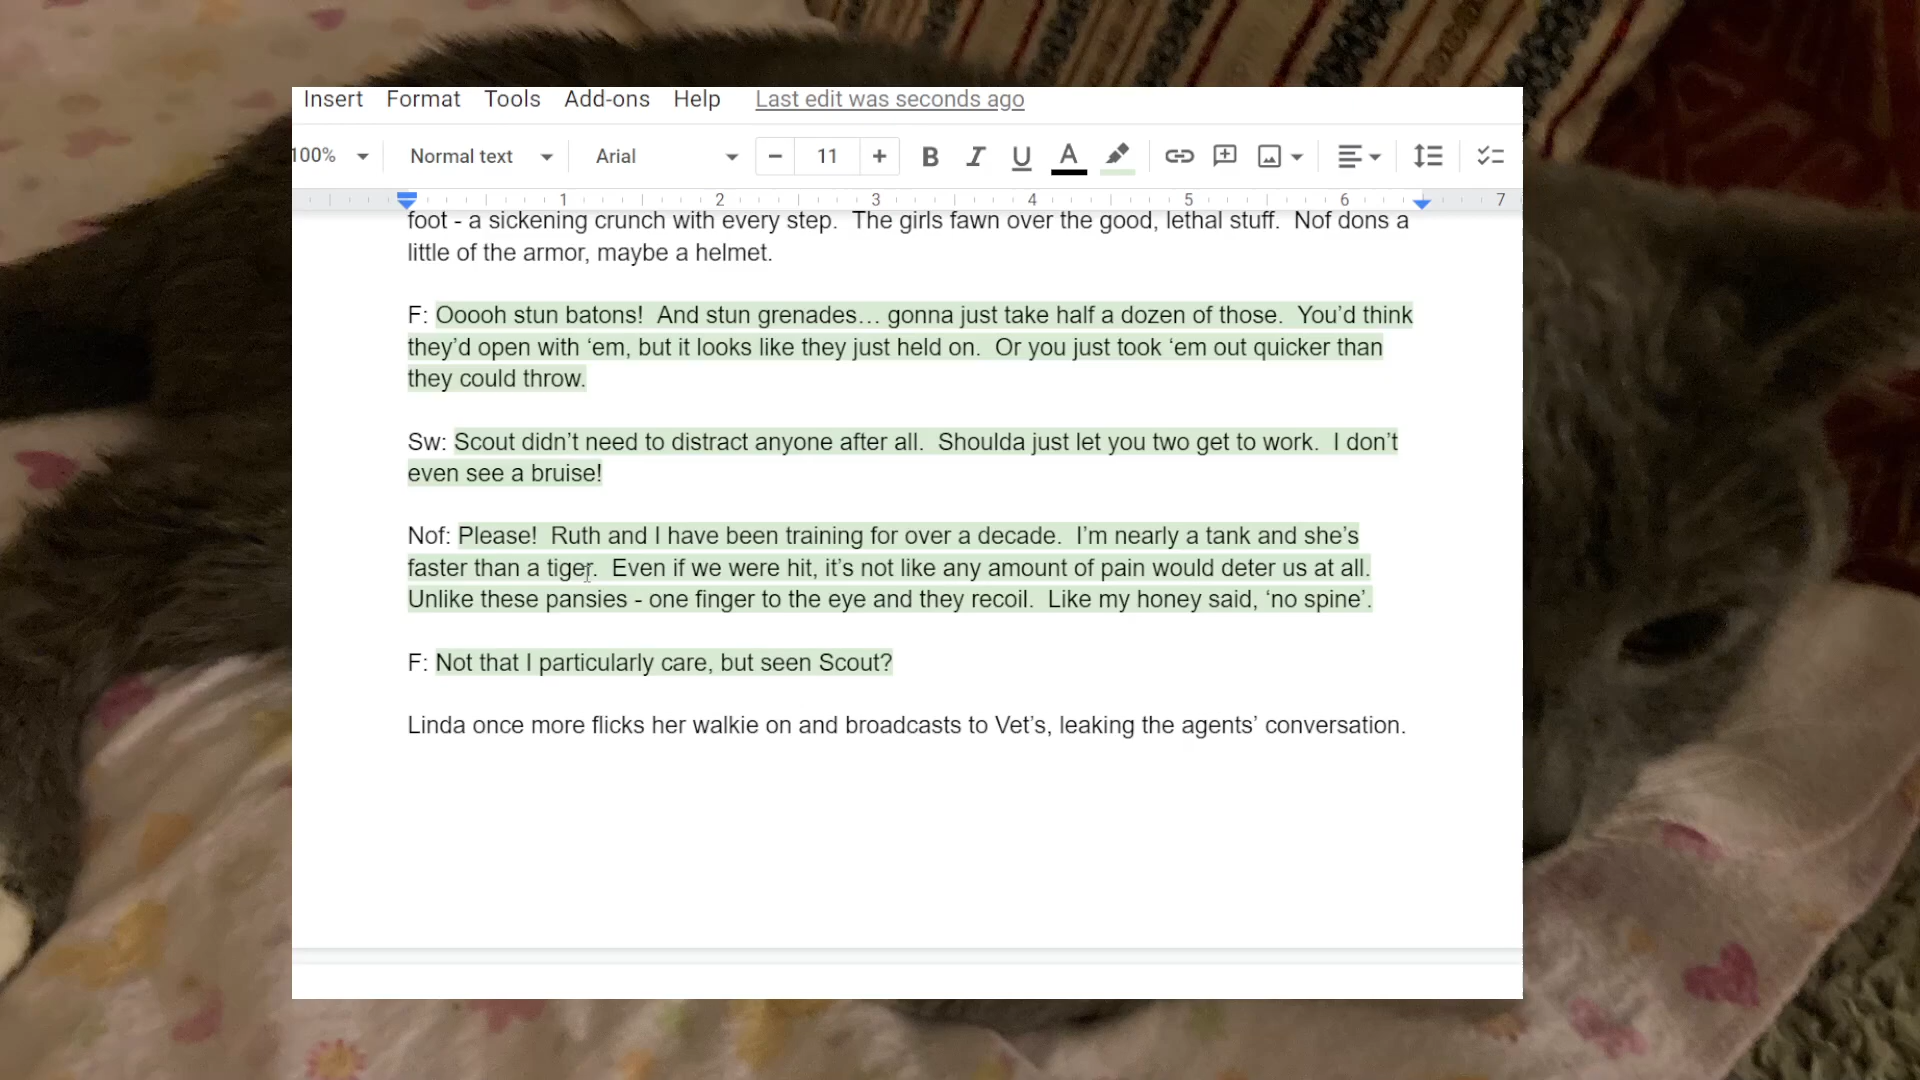 Insert Format Tools Add-ons Help Last edit was seconds ago
100% Normal text Arial − 11 + B I U A
1 2 3 4 5 6 7
foot - a sickening crunch with every step.  The girls fawn over the good, lethal stuff.  Nof dons a
little of the armor, maybe a helmet.
F: Ooooh stun batons!  And stun grenades… gonna just take half a dozen of those.  You’d think
they’d open with ‘em, but it looks like they just held on.  Or you just took ‘em out quicker than
they could throw.
Sw: Scout didn’t need to distract anyone after all.  Shoulda just let you two get to work.  I don’t
even see a bruise!
Nof: Please!  Ruth and I have been training for over a decade.  I’m nearly a tank and she’s
faster than a tiger.  Even if we were hit, it’s not like any amount of pain would deter us at all.
Unlike these pansies - one finger to the eye and they recoil.  Like my honey said, ‘no spine’.
F: Not that I particularly care, but seen Scout?
Linda once more flicks her walkie on and broadcasts to Vet’s, leaking the agents’ conversation.